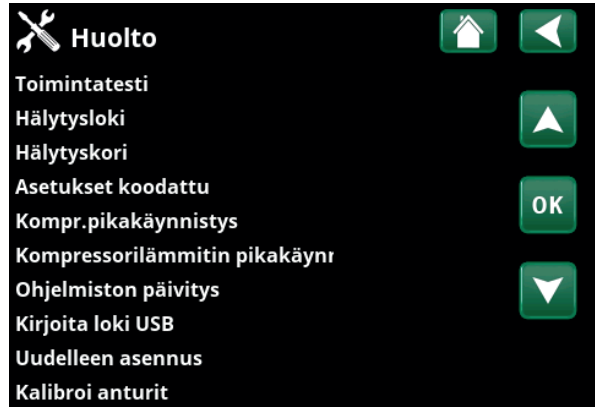 Huolto
Toimintatesti
Hälytysloki
Hälytyskori
Asetukset koodattu
OK
Kompr.pikakäynnistys
Kompressorilämmitin pikakäynn
Ohjelmiston päivitys
Kirjoita loki USB
Uudelleen asennus
Kalibroi anturit